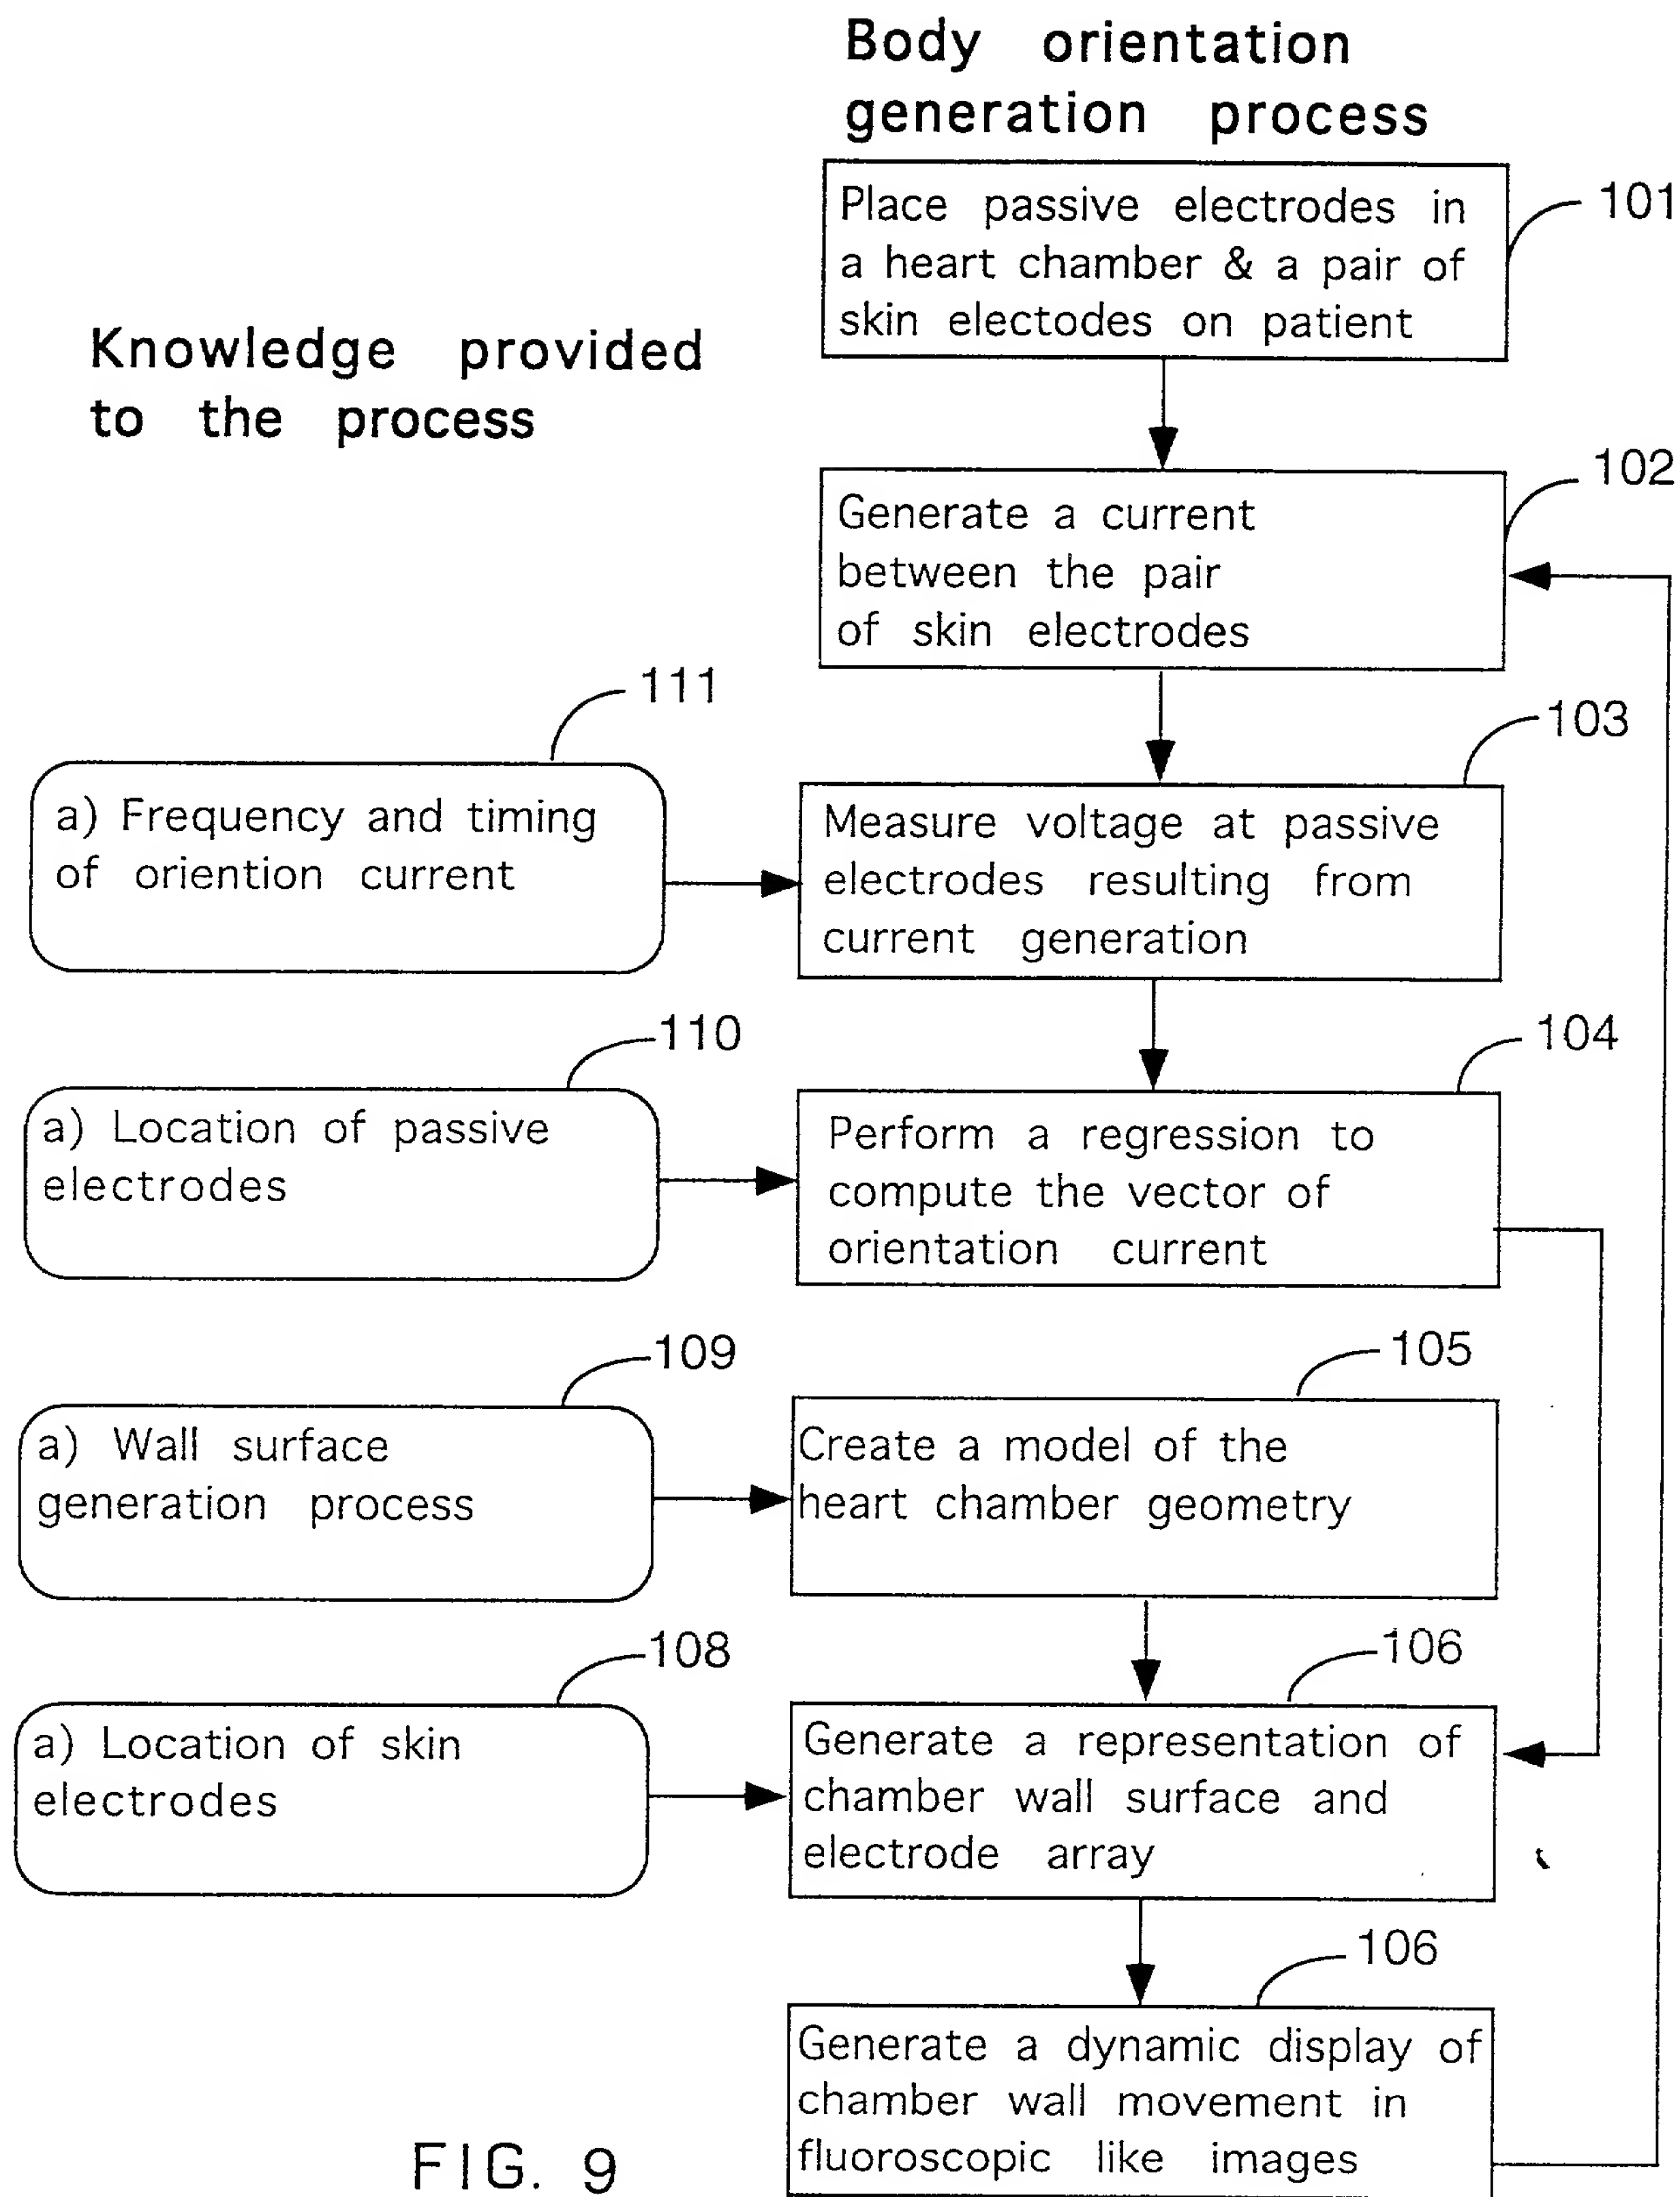 Body orientation
generation process
Place passive electrodes in
a heart chamber & a pair of
skin electodes on patient
101
Knowledge provided
to the process
102
Generate a current
between the pair
of skin electrodes
111
103
a) Frequency and timing
of oriention current
Measure voltage at passive
electrodes resulting from
current generation
110
104
a) Location of passive
electrodes
Perform a regression to
compute the vector of
orientation current
109
105
a) Wall surface
generation process
Create a model of the
heart chamber geometry
108
106
a) Location of skin
electrodes
Generate a representation of
chamber wall surface and
electrode array
106
Generate a dynamic display of
chamber wall movement in
fluoroscopic like images
FIG. 9